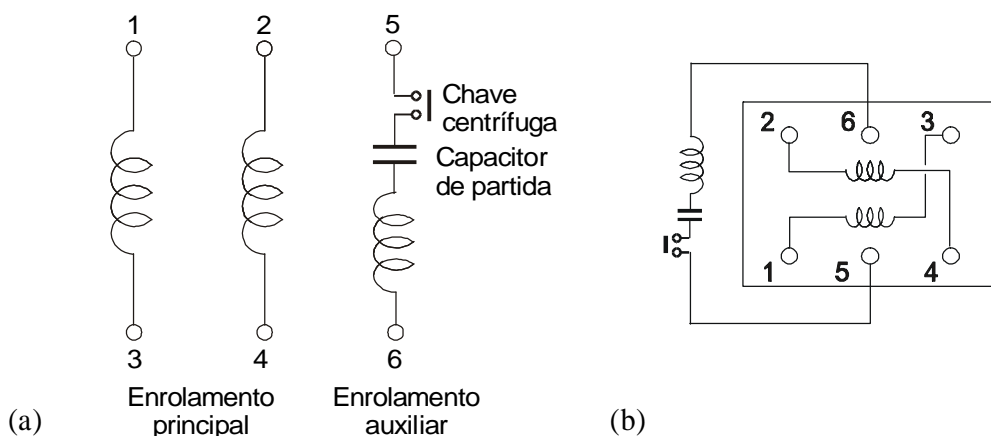 1 2 5
Chave
centrífuga
Capacitor
de partida
3 4 6
Enrolamento Enrolamento
principal auxiliar
(a)
2 6 3
1 5 4
(b)